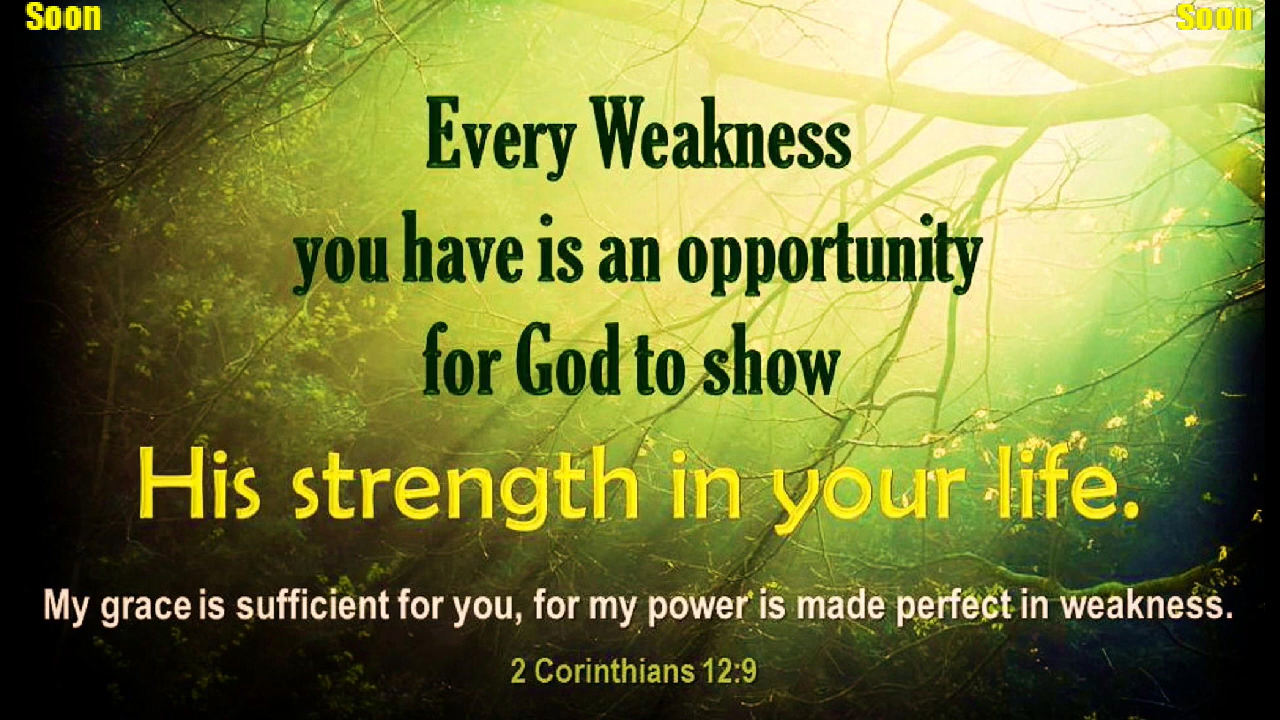 Soon Soon
Every Weakness
you have is an opportunity
for God to show
His strength in your life.
My grace is sufficient for you, for my power is made perfect in weakness.
2 Corinthians 12:9